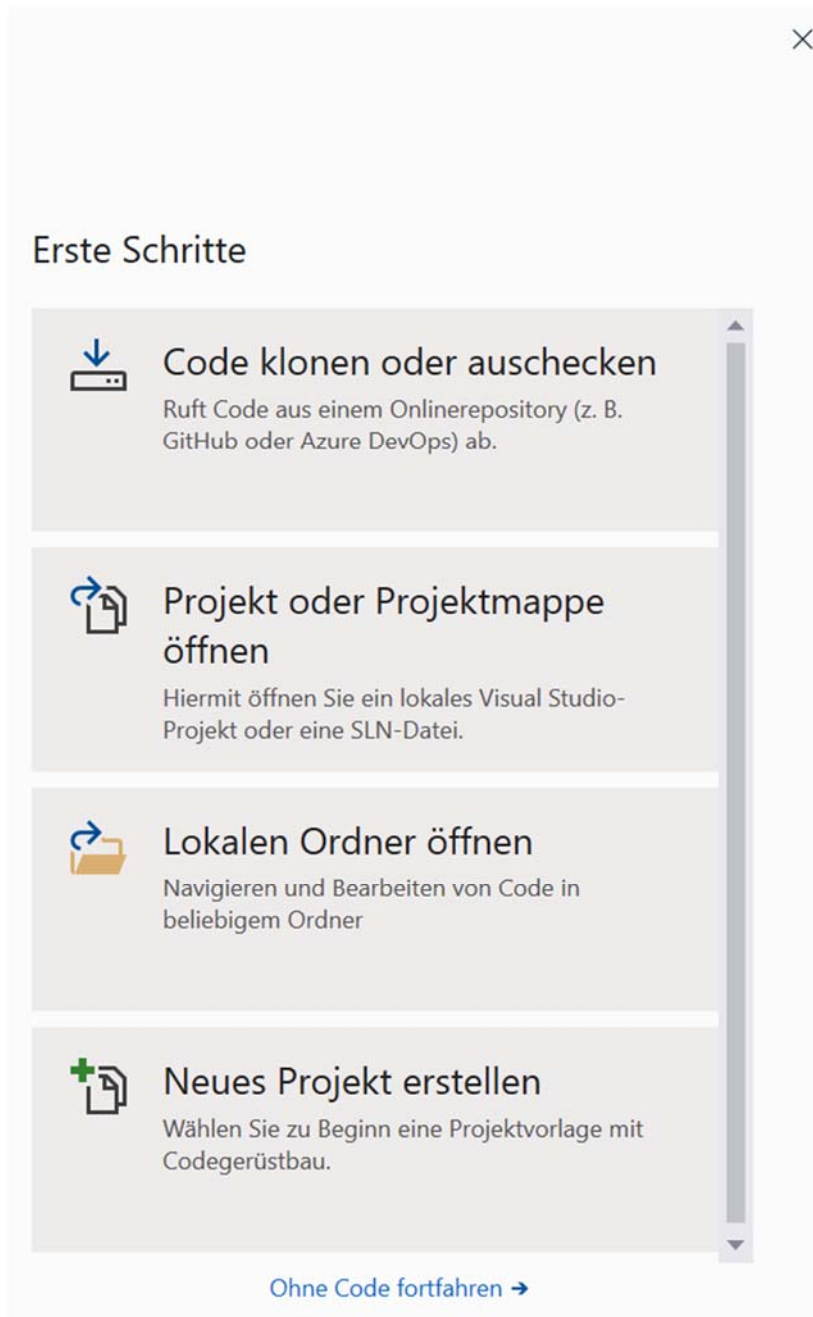 Erste Schritte
Code klonen oder auschecken
Ruft Code aus einem Onlinerepository (z. B.
GitHub oder Azure DevOps) ab.
Projekt oder Projektmappe
öffnen
Hiermit öffnen Sie ein lokales Visual Studio-
Projekt oder eine SLN-Datei.
Lokalen Ordner öffnen
Navigieren und Bearbeiten von Code in
beliebigem Ordner
Neues Projekt erstellen
Wählen Sie zu Beginn eine Projektvorlage mit
Codegerüstbau.
Ohne Code fortfahren →